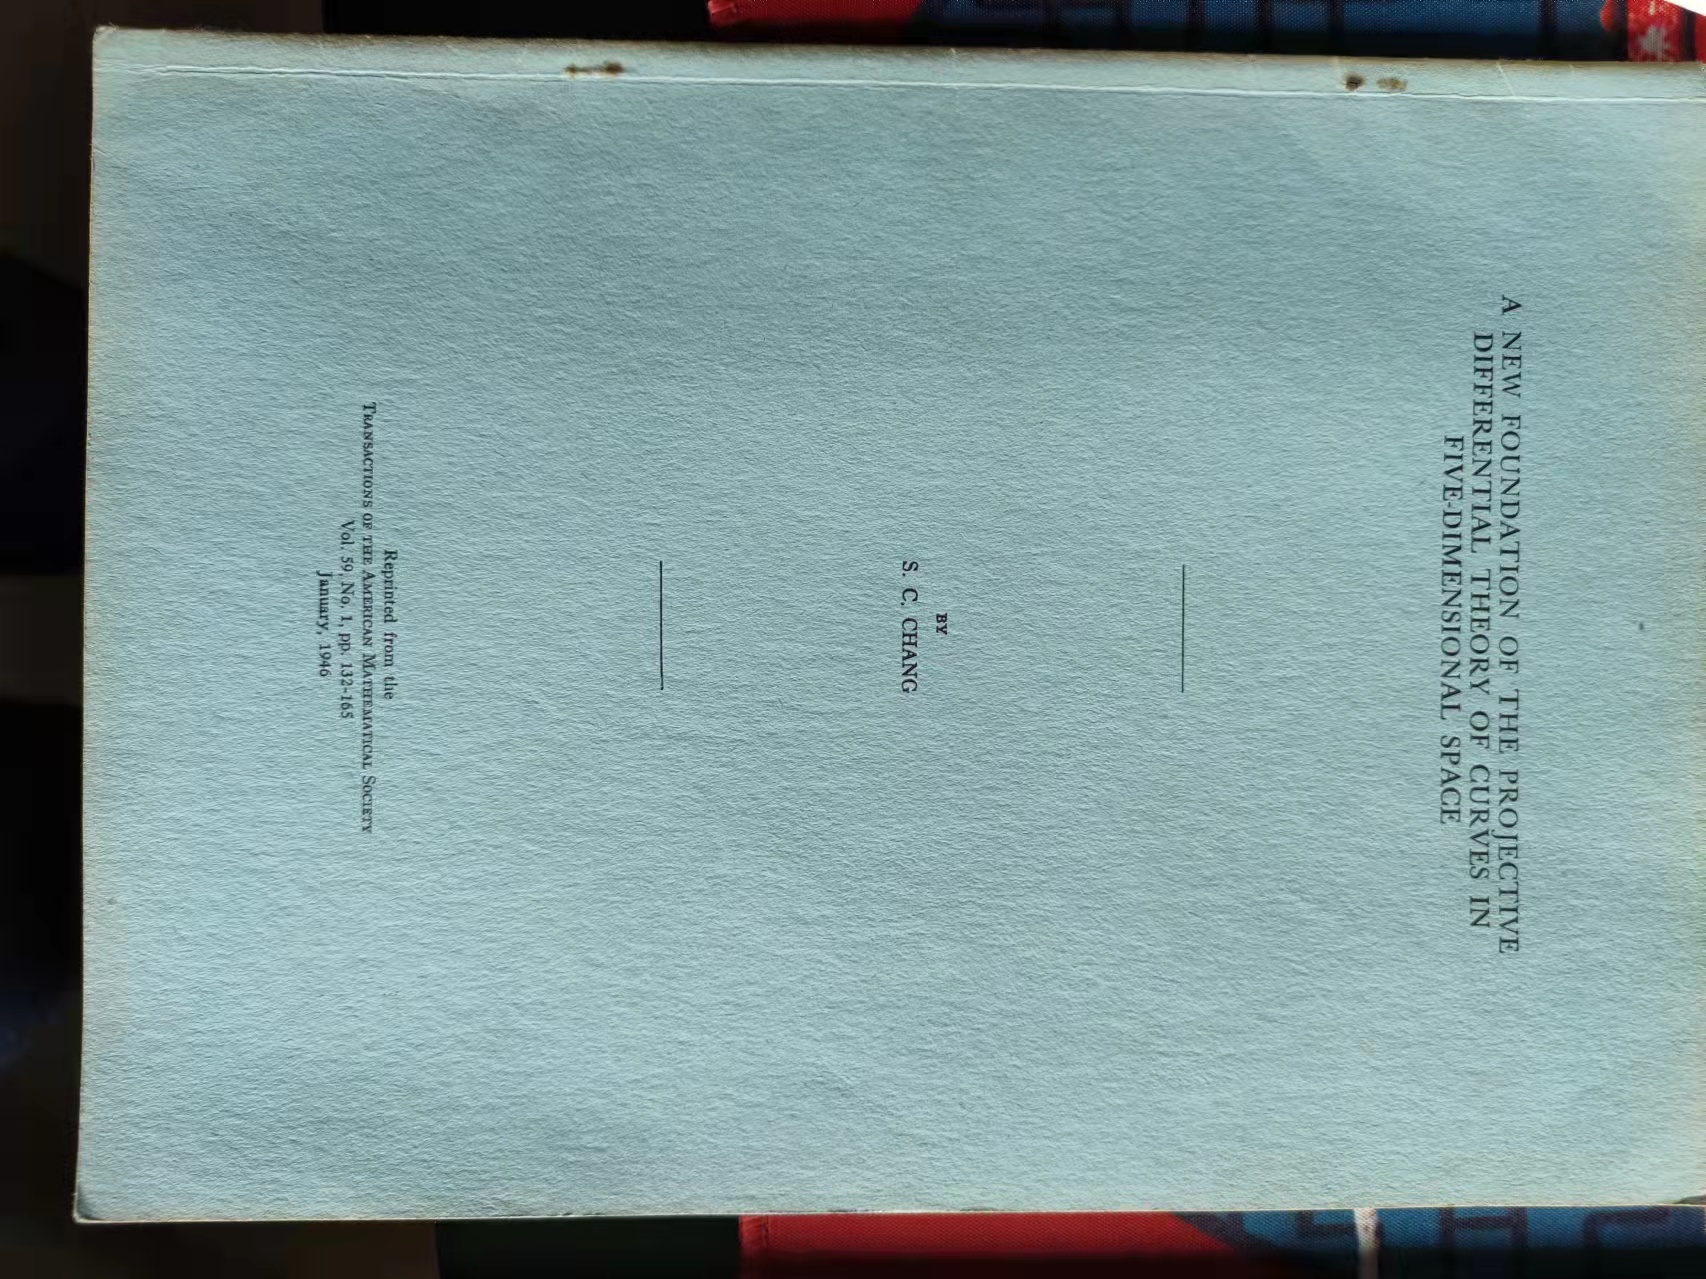 A NEW FOUNDATION OF THE PROJECTIVE
DIFFERENTIAL THEORY OF CURVES IN
FIVE-DIMENSIONAL SPACE
BY
S. C. CHANG
Reprinted from the
TRANSACTIONS OF THE AMERICAN MATHEMATICAL SOCIETY
Vol. 59, No. 1, pp. 132-165
January, 1946